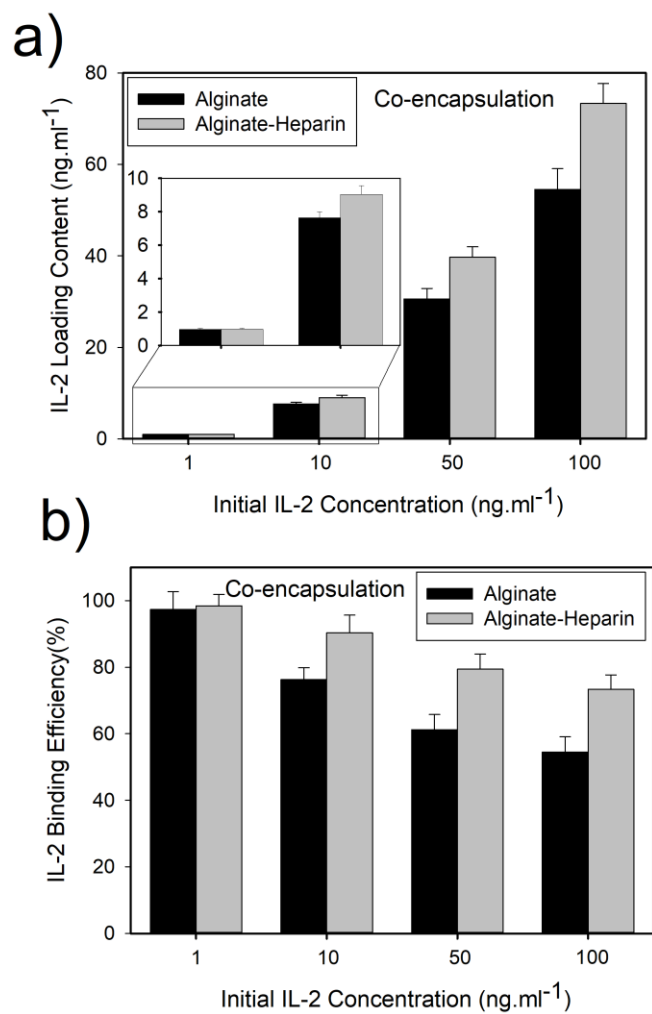 a)
80
60
40
20
0
IL-2 Loading Content (ng.ml⁻¹)
Alginate
Alginate-Heparin
Co-encapsulation
10
8
6
4
2
0
1
10
50
100
Initial IL-2 Concentration (ng.ml⁻¹)
b)
100
80
60
40
20
0
IL-2 Binding Efficiency(%)
Co-encapsulation
Alginate
Alginate-Heparin
1
10
50
100
Initial IL-2 Concentration (ng.ml⁻¹)